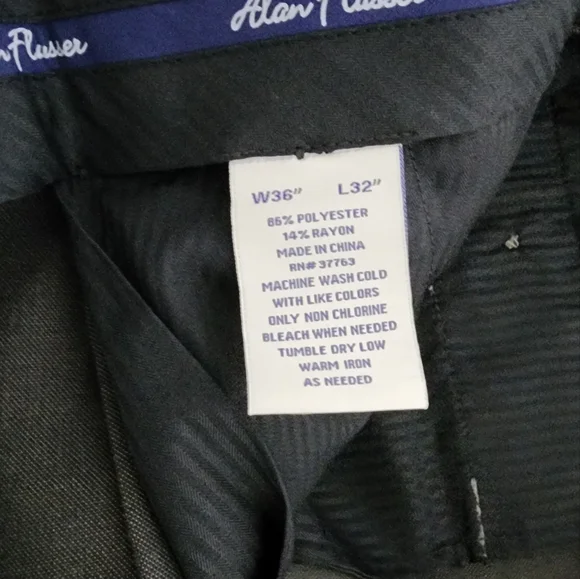 n Flusser
Alan Flusser
W36" L32"
86% POLYESTER
14% RAYON
MADE IN CHINA
RN# 37763
MACHINE WASH COLD
WITH LIKE COLORS
ONLY NON CHLORINE
BLEACH WHEN NEEDED
TUMBLE DRY LOW
WARM IRON
AS NEEDED